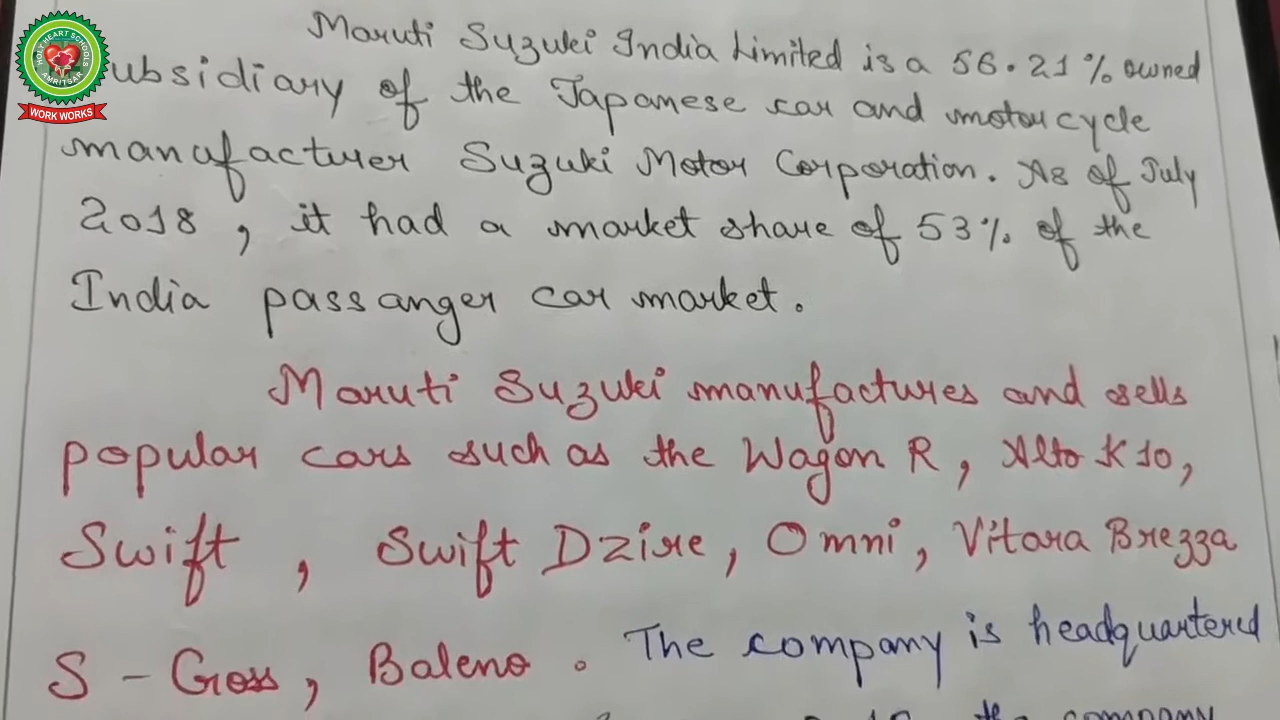 HOLY HEART SCHOOLS
AMRITSAR
WORK WORKS
Maruti Suzuki India Limited is a 56.21% owned
ubsidiary of the Japanese car and motorcycle
manufacturer Suzuki Motor Corporation. As of July
2018, it had a market share of 53% of the
India passanger car market.
Maruti Suzuki manufactures and sells
popular cars such as the Wagon R, Alto K10,
Swift, Swift Dzire, Omni, Vitara Brezza
S-Cross, Baleno. The company is headquartered
the company